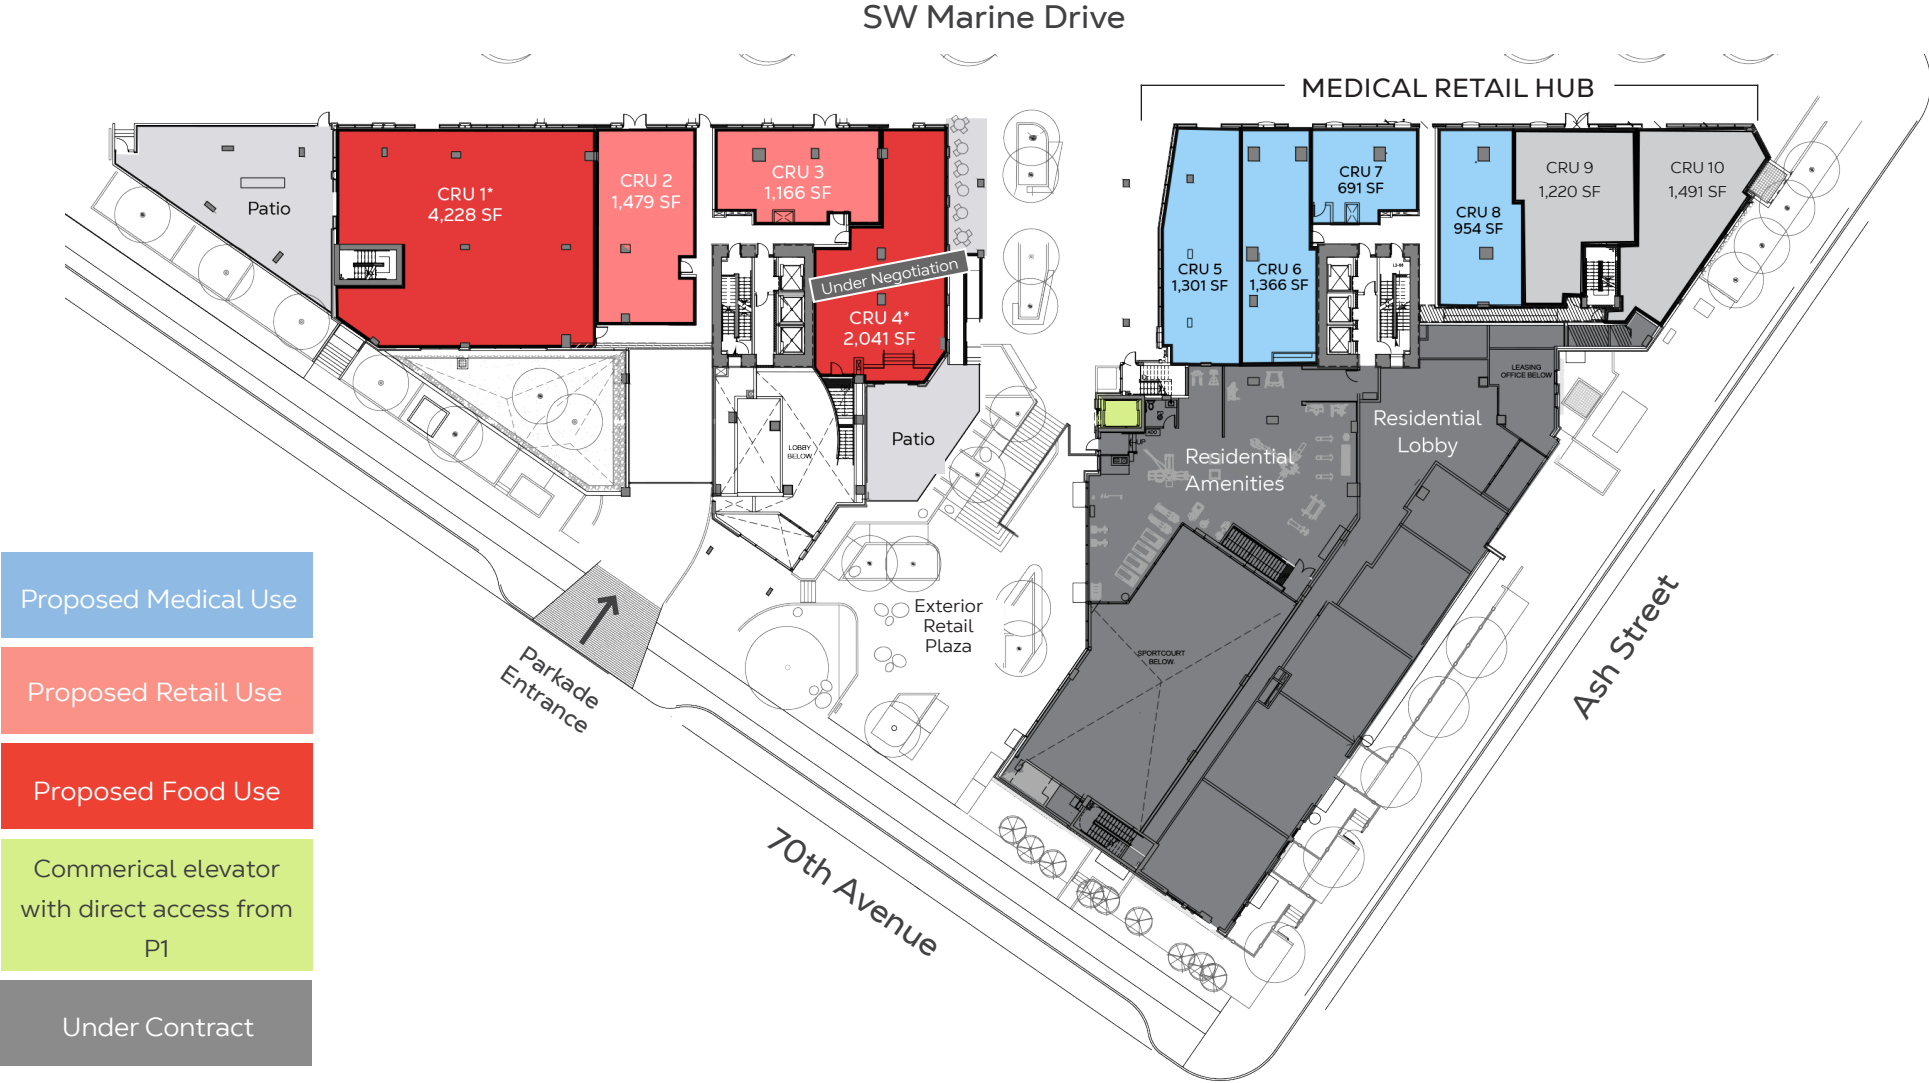 SW Marine Drive
MEDICAL RETAIL HUB
Patio
CRU 1*
4,228 SF
CRU 2
1,479 SF
CRU 3
1,166 SF
Under Negotiation
CRU 4*
2,041 SF
CRU 5
1,301 SF
CRU 6
1,366 SF
CRU 7
691 SF
CRU 8
954 SF
CRU 9
1,220 SF
CRU 10
1,491 SF
LEASING
OFFICE BELOW
LOBBY
BELOW
Patio
Residential
Lobby
Residential
Amenities
Exterior
Retail
Plaza
SPORTCOURT
BELOW
Parkade
Entrance
70th Avenue
Ash Street
Proposed Medical Use
Proposed Retail Use
Proposed Food Use
Commerical elevator
with direct access from
P1
Under Contract